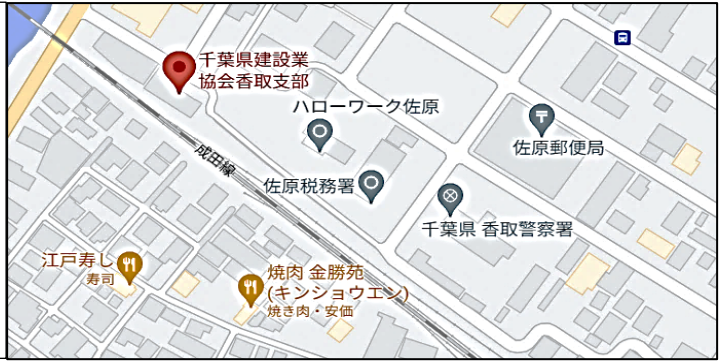 千葉県建設業
協会香取支部
ハローワーク佐原
佐原郵便局
成田線
佐原税務署
千葉県 香取警察署
江戸寿し
寿司
焼肉 金勝苑
(キンショウエン)
焼き肉・安価